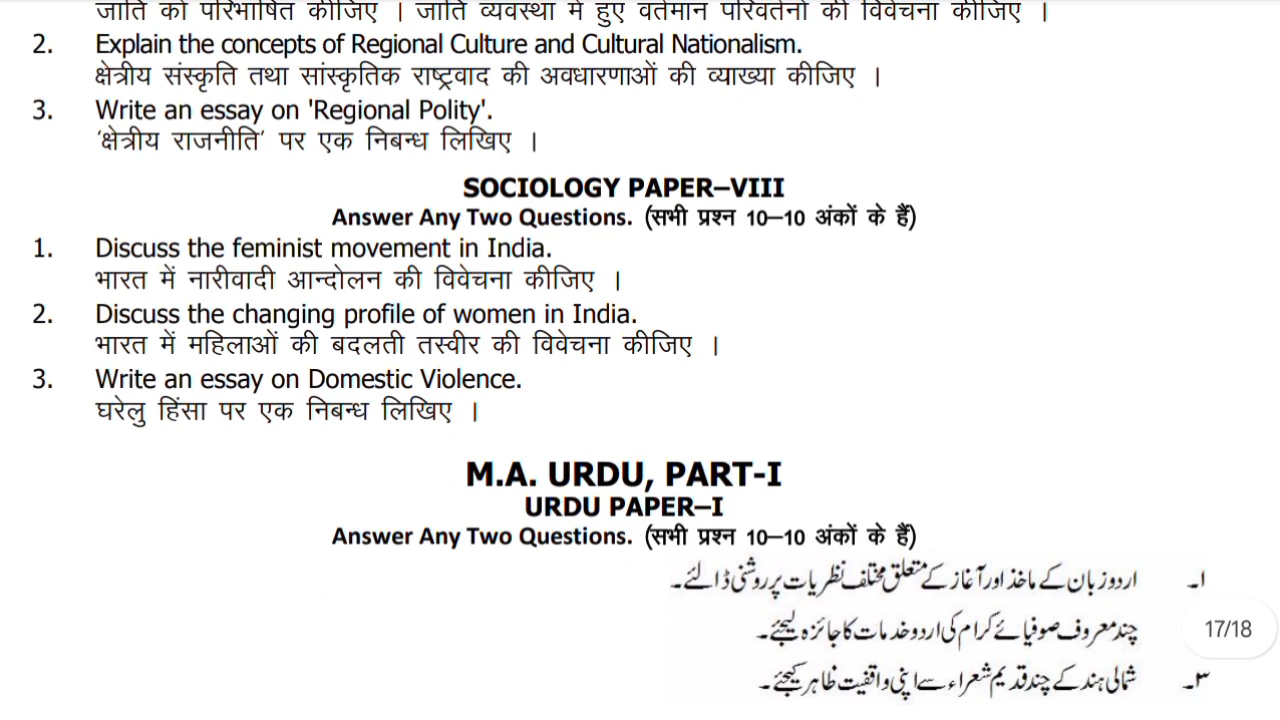 जाति को परिभाषित कीजिए । जाति व्यवस्था में हुए वर्तमान परिवर्तनों की विवेचना कीजिए ।
2. Explain the concepts of Regional Culture and Cultural Nationalism.
क्षेत्रीय संस्कृति तथा सांस्कृतिक राष्ट्रवाद की अवधारणाओं की व्याख्या कीजिए ।
3. Write an essay on 'Regional Polity'.
'क्षेत्रीय राजनीति' पर एक निबन्ध लिखिए ।
SOCIOLOGY PAPER–VIII
Answer Any Two Questions. (सभी प्रश्न 10–10 अंकों के हैं)
1. Discuss the feminist movement in India.
भारत में नारीवादी आन्दोलन की विवेचना कीजिए ।
2. Discuss the changing profile of women in India.
भारत में महिलाओं की बदलती तस्वीर की विवेचना कीजिए ।
3. Write an essay on Domestic Violence.
घरेलु हिंसा पर एक निबन्ध लिखिए ।
M.A. URDU, PART-I
URDU PAPER–I
Answer Any Two Questions. (सभी प्रश्न 10–10 अंकों के हैं)
۱۔ اردو زبان کے ماخذ اور آغاز کے متعلق مختلف نظریات پر روشنی ڈالئے۔
چند معروف صوفیائے کرام کی اردو خدمات کا جائزہ لیجئے۔
17/18
۳۔ شمالی ہند کے چند قدیم شعراء سے اپنی واقفیت ظاہر کیجئے۔